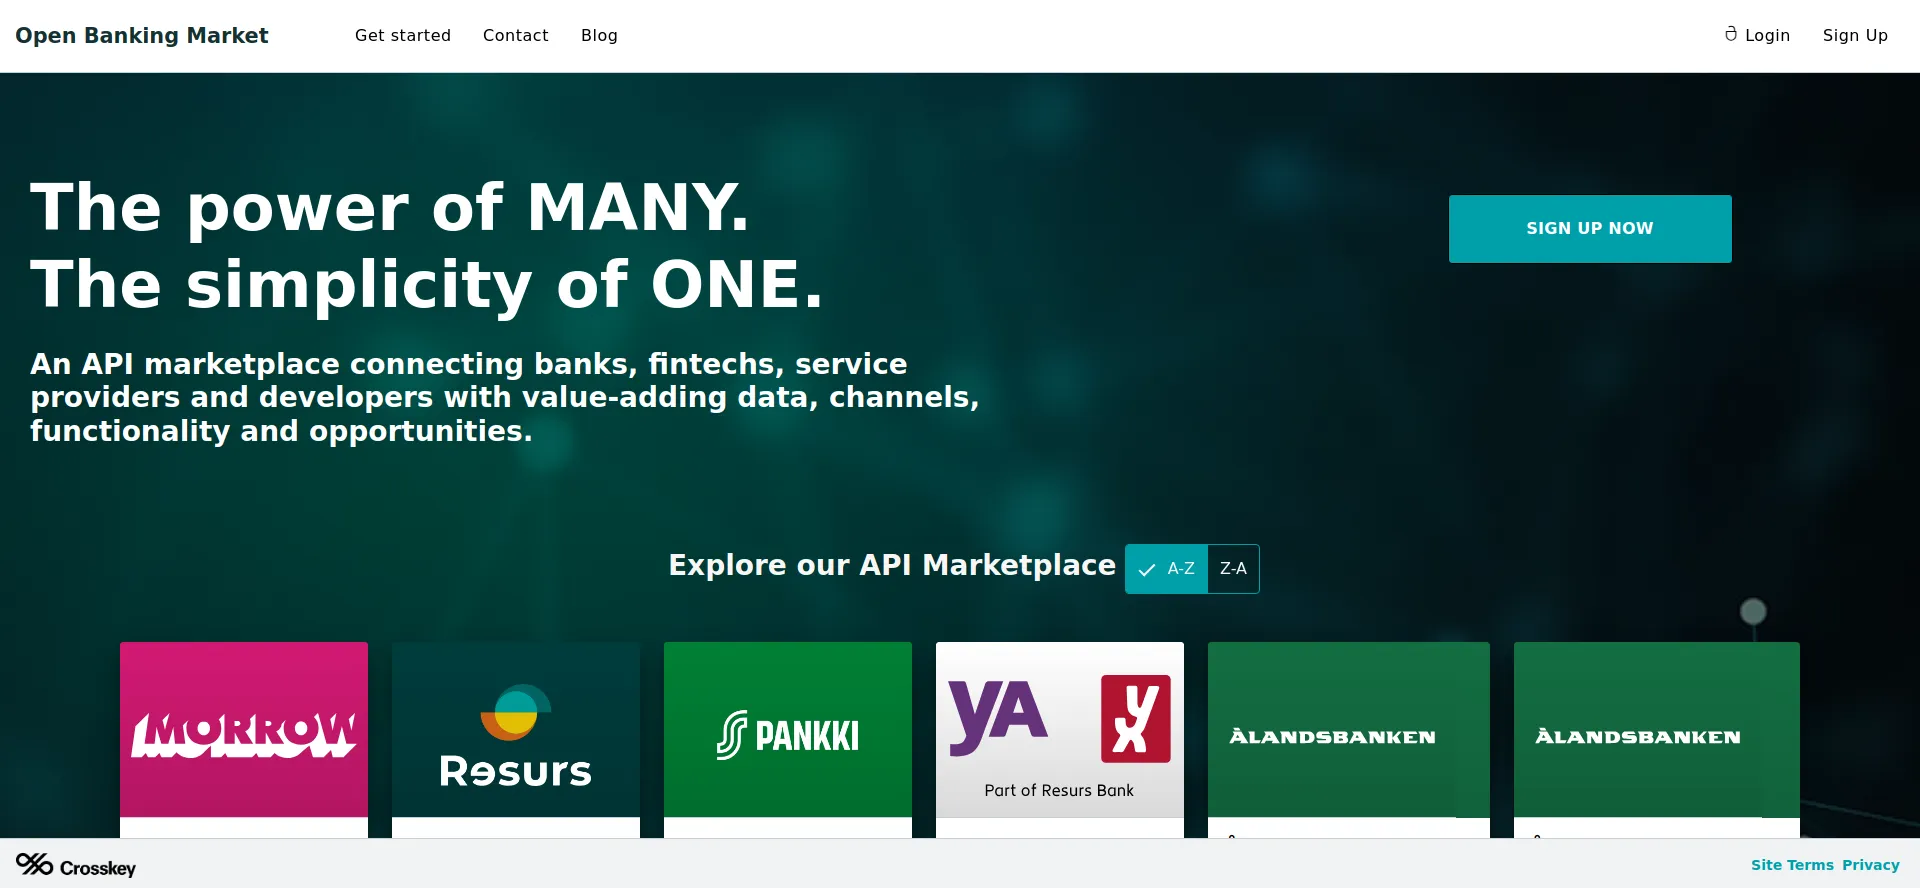 Open Banking Market
Get started
Contact
Blog
Login
Sign Up
The power of MANY.
The simplicity of ONE.
SIGN UP NOW
An API marketplace connecting banks, fintechs, service
providers and developers with value-adding data, channels,
functionality and opportunities.
Explore our API Marketplace
A-Z
Z-A
MORROW
Resurs
S PANKKI
yA
yx
Part of Resurs Bank
ÅLANDSBANKEN
ÅLANDSBANKEN
Crosskey
Site Terms
Privacy